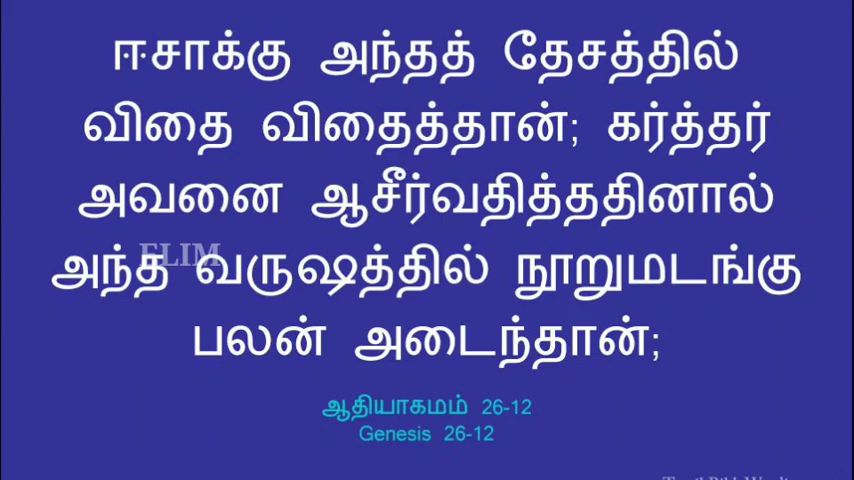 ஈசாக்கு அந்தத் தேசத்தில்
விதை விதைத்தான்; கர்த்தர்
அவனை ஆசீர்வதித்ததினால்
ELIM
அந்த வருஷத்தில் நூறுமடங்கு
பலன் அடைந்தான்;
ஆதியாகமம் 26-12
Genesis 26-12